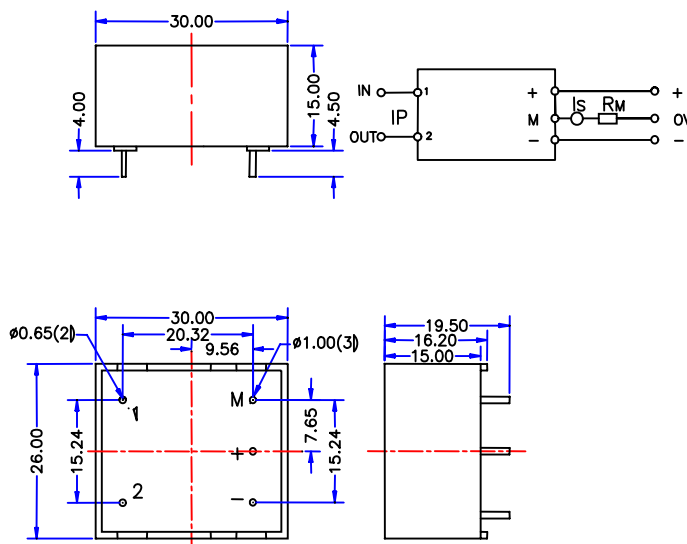 30.00
4.00
15.00
4.50
IN
IP
OUT
1
2
+
M
-
Is
RM
+
0V
-
30.00
20.32
9.56
ø0.65(2)
ø1.00(3)
26.00
15.24
1
2
M
+
-
7.65
15.24
19.50
16.20
15.00